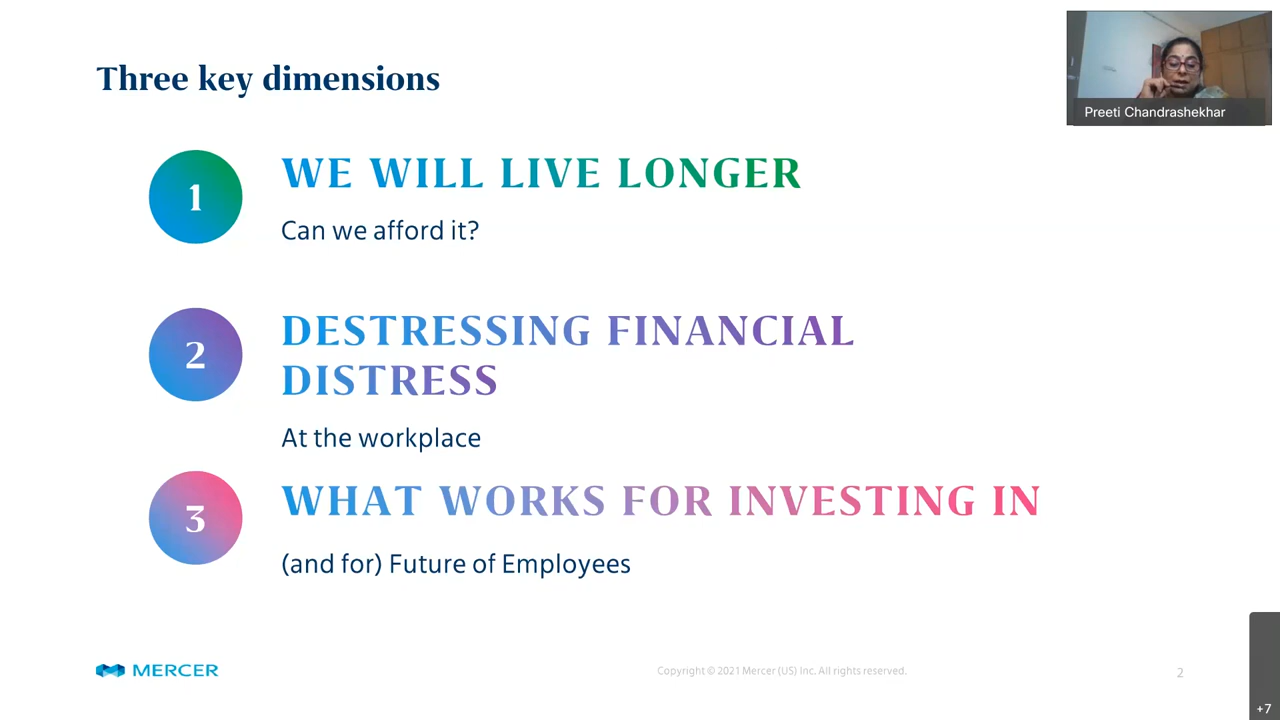 Three key dimensions
Preeti Chandrashekhar
1
WE WILL LIVE LONGER
Can we afford it?
2
DESTRESSING FINANCIAL
DISTRESS
At the workplace
3
WHAT WORKS FOR INVESTING IN
(and for) Future of Employees
MERCER
Copyright © 2021 Mercer (US) Inc. All rights reserved.
2
+7